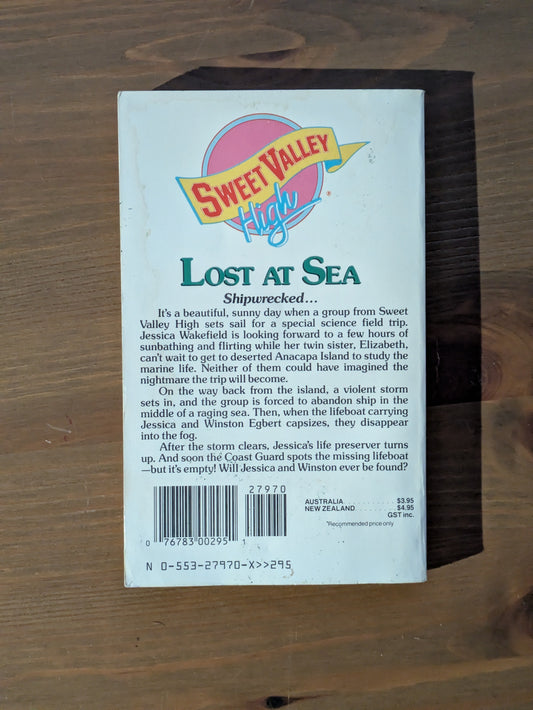 SWEET VALLEY
High®
LOST AT SEA
Shipwrecked...
It's a beautiful, sunny day when a group from Sweet
Valley High sets sail for a special science field trip.
Jessica Wakefield is looking forward to a few hours of
sunbathing and flirting while her twin sister, Elizabeth,
can't wait to get to deserted Anacapa Island to study the
marine life. Neither of them could have imagined the
nightmare the trip will become.
On the way back from the island, a violent storm
sets in, and the group is forced to abandon ship in the
middle of a raging sea. Then, when the lifeboat carrying
Jessica and Winston Egbert capsizes, they disappear
into the fog.
After the storm clears, Jessica's life preserver turns
up. And soon the Coast Guard spots the missing lifeboat
—but it's empty! Will Jessica and Winston ever be found?
27970
0 76783 00295 1
AUSTRALIA .......... $3.95
NEW ZEALAND ........ $4.95
GST inc.
*Recommended price only
N 0-553-27970-X>>295